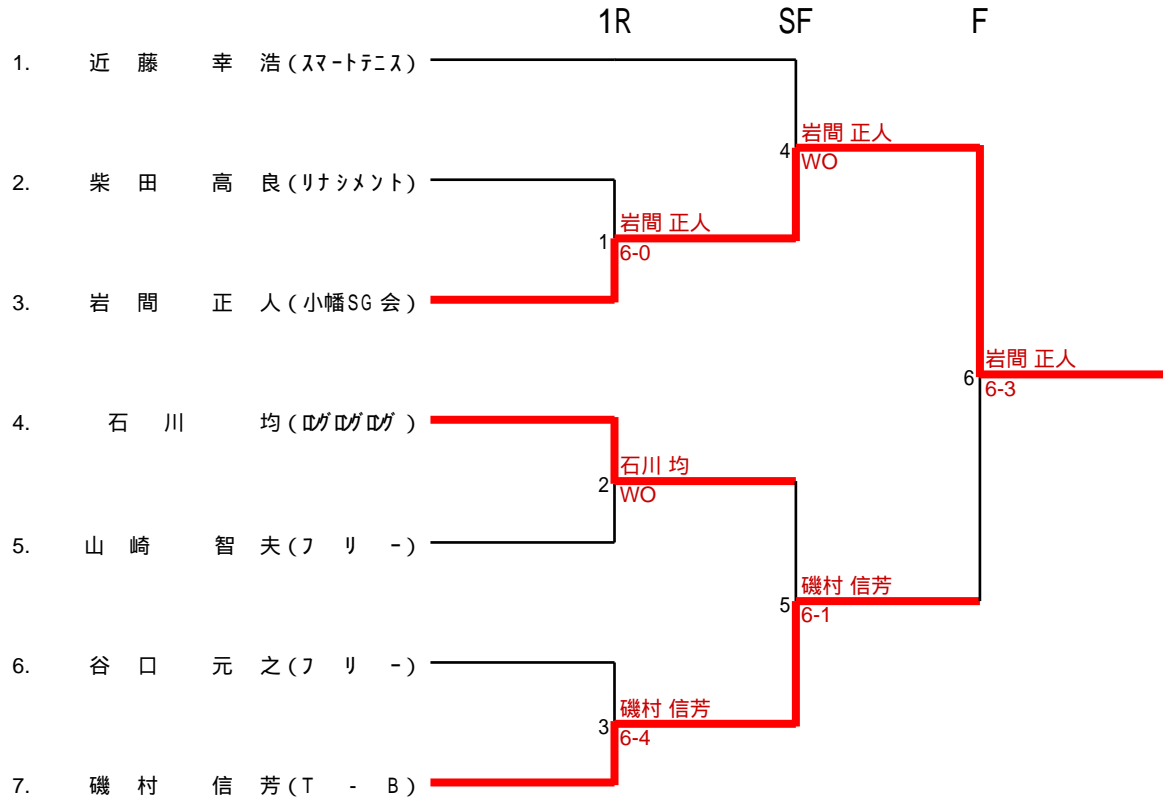 1R SF F
1. 近 藤 幸 浩 (ｽﾏｰﾄﾃﾆｽ)
岩間 正人
4 WO
2. 柴 田 高 良 (ﾘﾅｼﾒﾝﾄ)
岩間 正人
1 6-0
3. 岩 間 正 人 (小幡SG 会)
岩間 正人
6 6-3
4. 石 川 均 (ﾛｸﾞﾛｸﾞﾛｸﾞ)
石川 均
2 WO
5. 山 崎 智 夫 (ﾌ ﾘ ｰ)
磯村 信芳
5 6-1
6. 谷 口 元 之 (ﾌ ﾘ ｰ)
磯村 信芳
3 6-4
7. 磯 村 信 芳 (T - B)